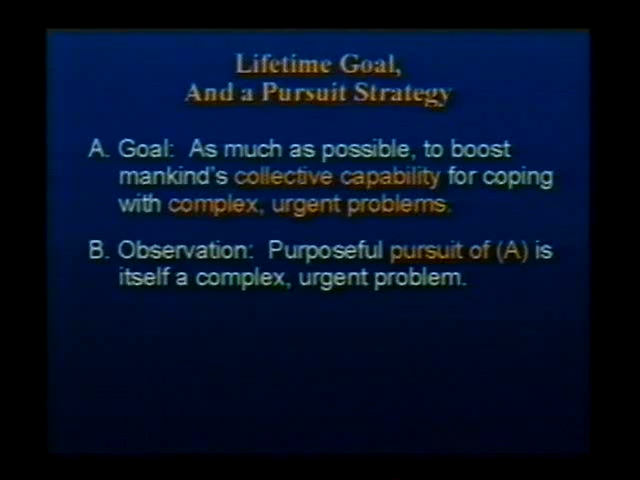 Lifetime Goal,
And a Pursuit Strategy
A. Goal:  As much as possible, to boost
mankind's collective capability for coping
with complex, urgent problems.
B. Observation:  Purposeful pursuit of (A) is
itself a complex, urgent problem.